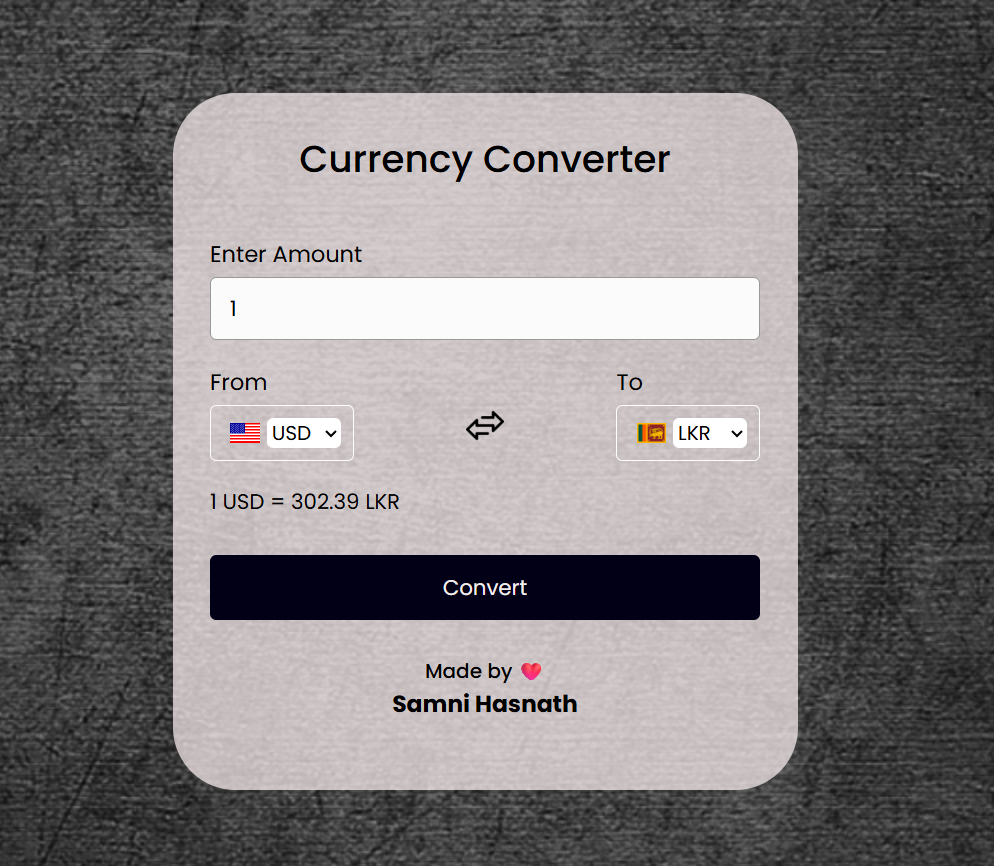 Currency Converter
Enter Amount
1
From To
USD LKR
1 USD = 302.39 LKR
Convert
Made by ❤️
Samni Hasnath